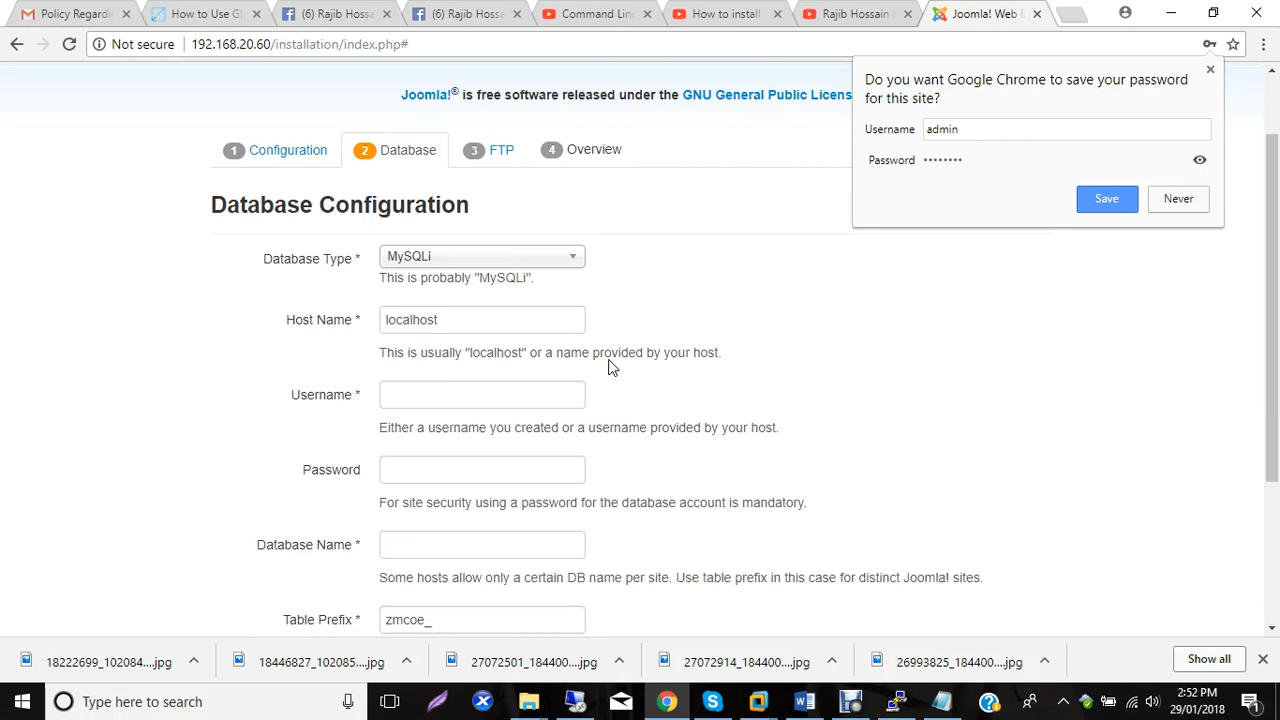 Policy Regardi
How to Use Gl
(6) Rajib Hossa
(6) Rajib Hossa
Command Lin
How to install
Rajib Hossain
Joomla! Web I
Not secure
192.168.20.60/installation/index.php#
Do you want Google Chrome to save your password
for this site?
Username admin
Password ••••••••
Save Never
Joomla!® is free software released under the GNU General Public Licens
1 Configuration
2 Database
3 FTP
4 Overview
Database Configuration
Database Type * MySQLi
This is probably "MySQLi".
Host Name * localhost
This is usually "localhost" or a name provided by your host.
Username *
Either a username you created or a username provided by your host.
Password
For site security using a password for the database account is mandatory.
Database Name *
Some hosts allow only a certain DB name per site. Use table prefix in this case for distinct Joomla! sites.
Table Prefix * zmcoe_
18222699_102084....jpg
18446827_102085....jpg
27072501_184400....jpg
27072914_184400....jpg
26993825_184400....jpg
Show all
Type here to search
2:52 PM
29/01/2018